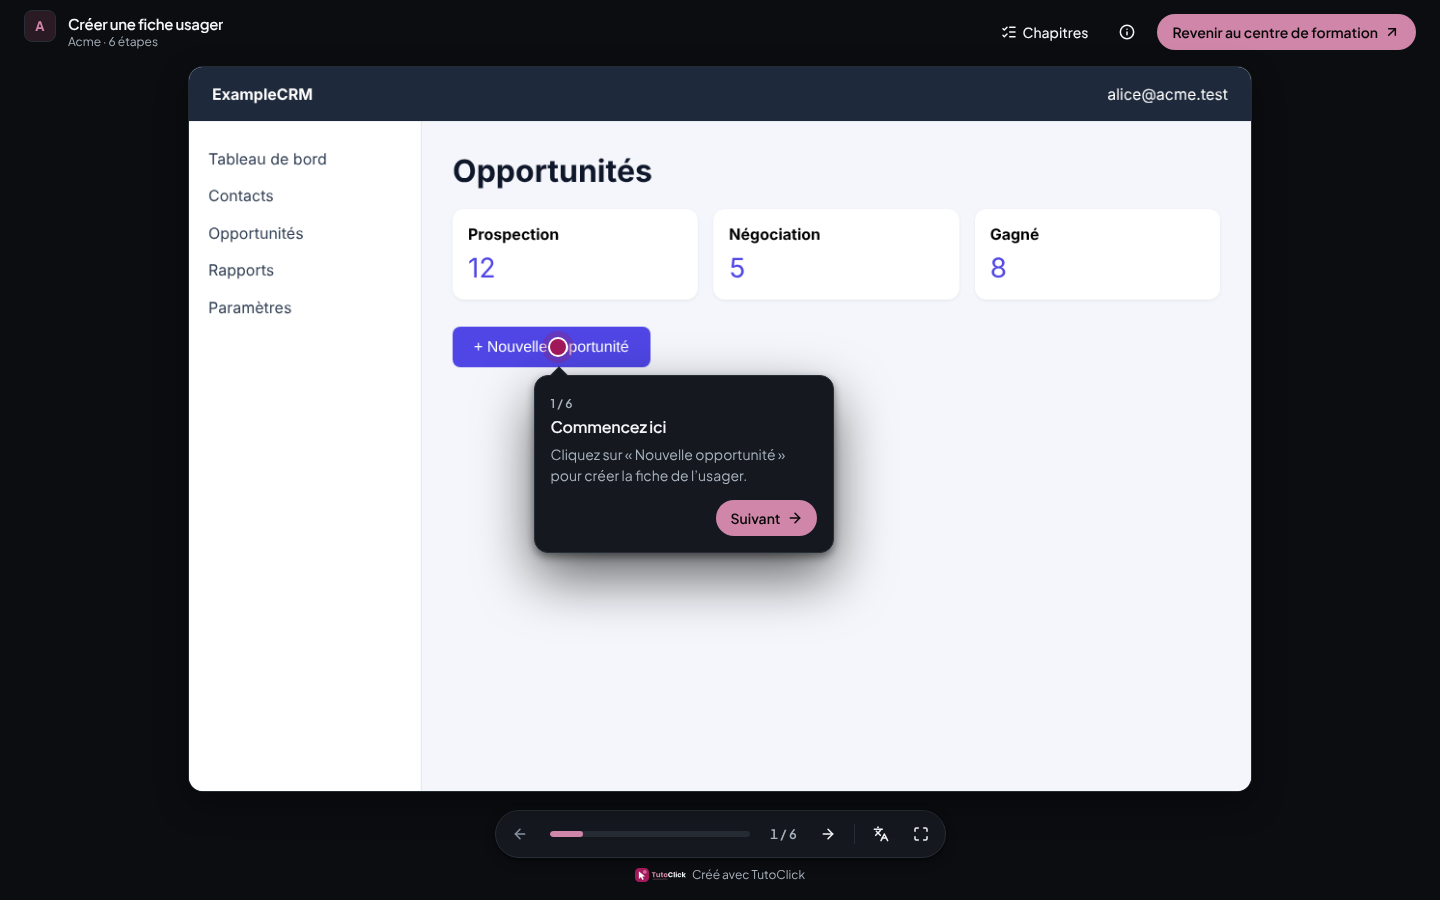 A
Créer une fiche usager
Acme · 6 étapes
Chapitres
Revenir au centre de formation
ExampleCRM
alice@acme.test
Tableau de bord
Contacts
Opportunités
Rapports
Paramètres
Opportunités
Prospection
12
Négociation
5
Gagné
8
+ Nouvelle portunité
1 / 6
Commencez ici
Cliquez sur « Nouvelle opportunité »
pour créer la fiche de l'usager.
Suivant
1 / 6
TutoClick Créé avec TutoClick